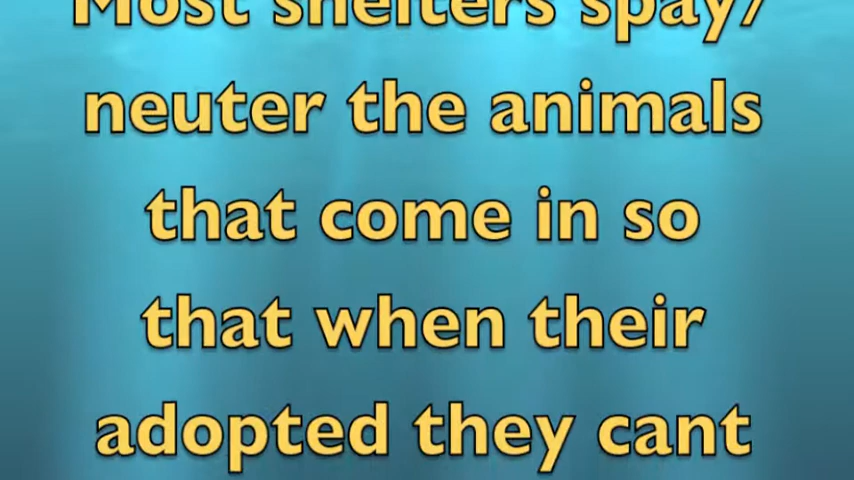 Most shelters spay/
neuter the animals
that come in so
that when their
adopted they cant